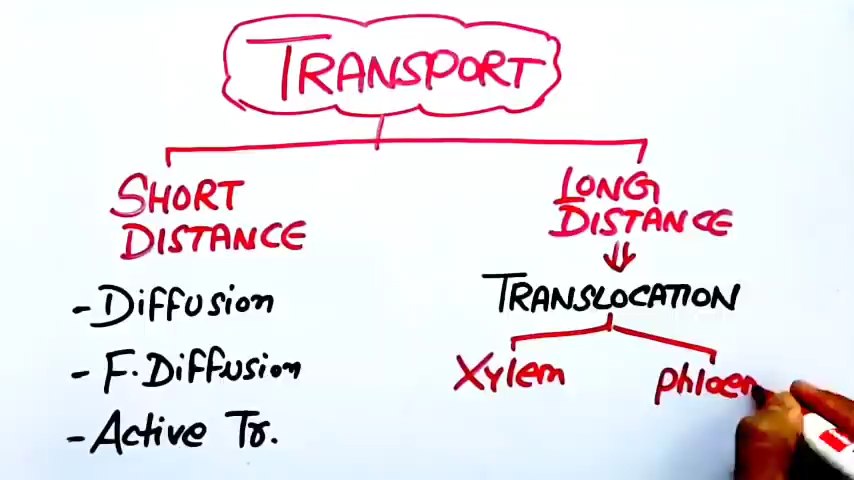 TRANSPORT
SHORT
DISTANCE
- Diffusion
- F. Diffusion
- Active Tr.
LONG
DISTANCE
TRANSLOCATION
Xylem
phloem